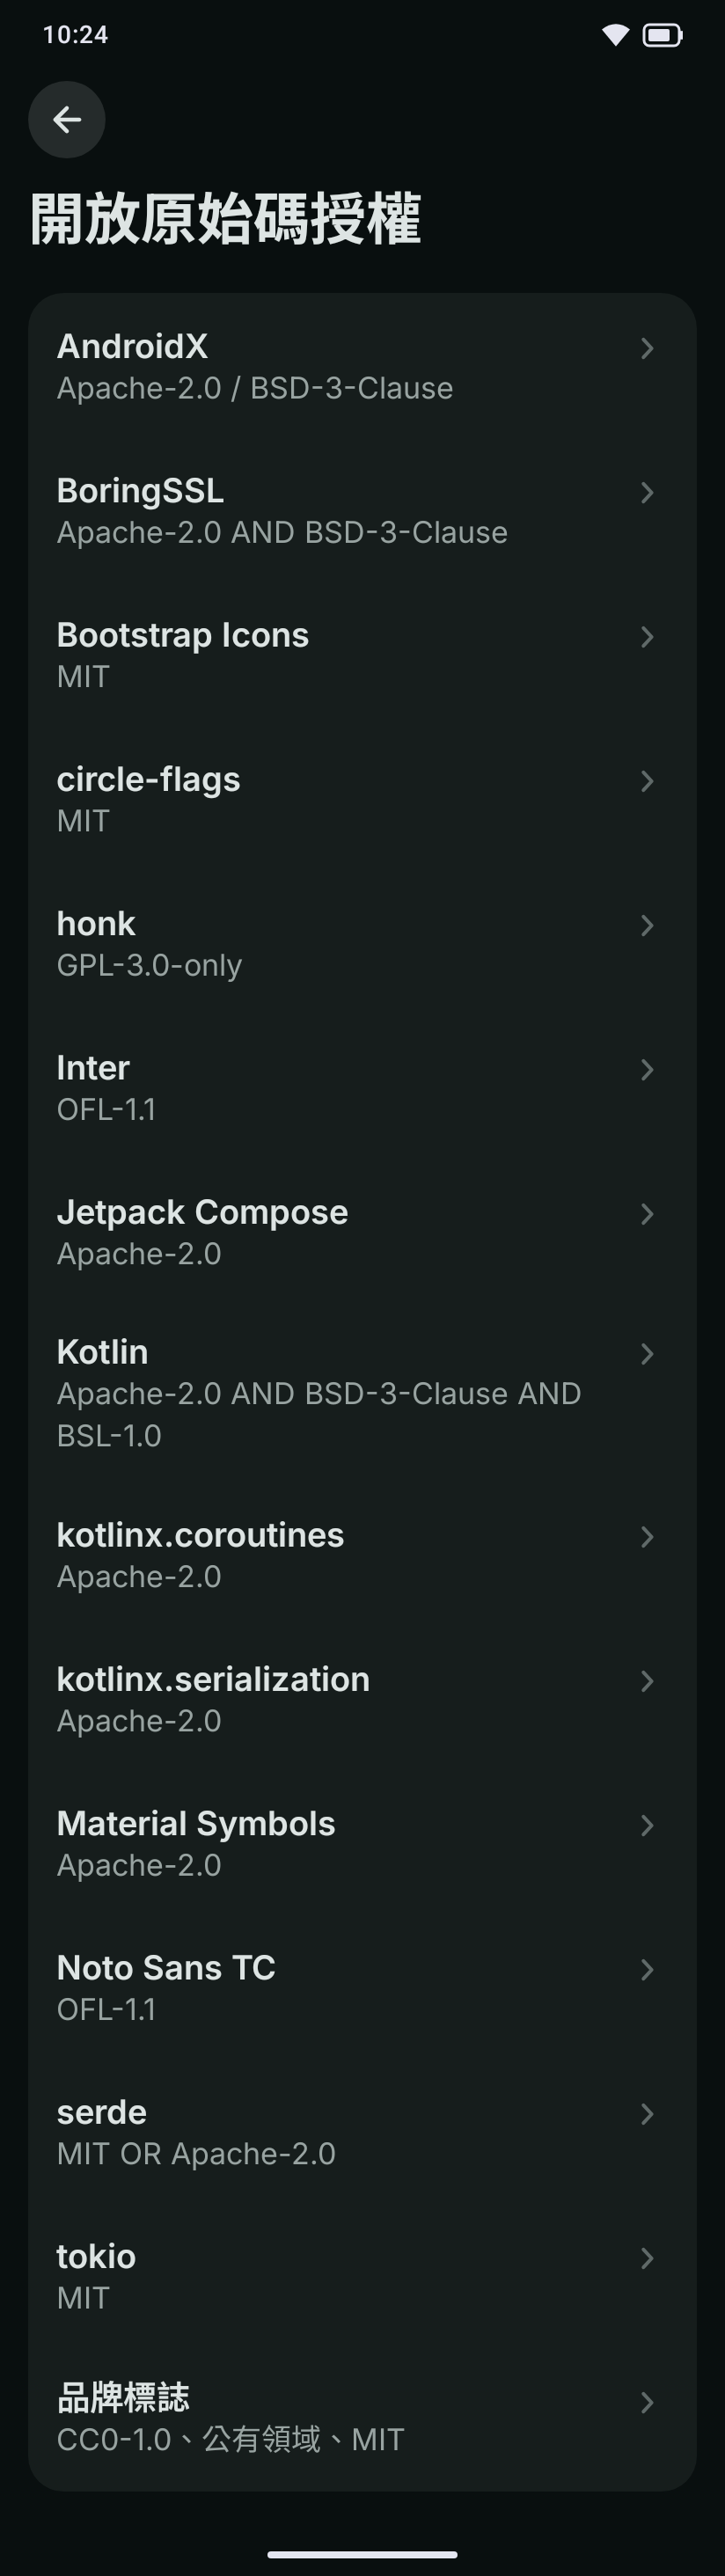 10:24
開放原始碼授權
AndroidX
Apache-2.0 / BSD-3-Clause
BoringSSL
Apache-2.0 AND BSD-3-Clause
Bootstrap Icons
MIT
circle-flags
MIT
honk
GPL-3.0-only
Inter
OFL-1.1
Jetpack Compose
Apache-2.0
Kotlin
Apache-2.0 AND BSD-3-Clause AND
BSL-1.0
kotlinx.coroutines
Apache-2.0
kotlinx.serialization
Apache-2.0
Material Symbols
Apache-2.0
Noto Sans TC
OFL-1.1
serde
MIT OR Apache-2.0
tokio
MIT
品牌標誌
CC0-1.0、公有領域、MIT